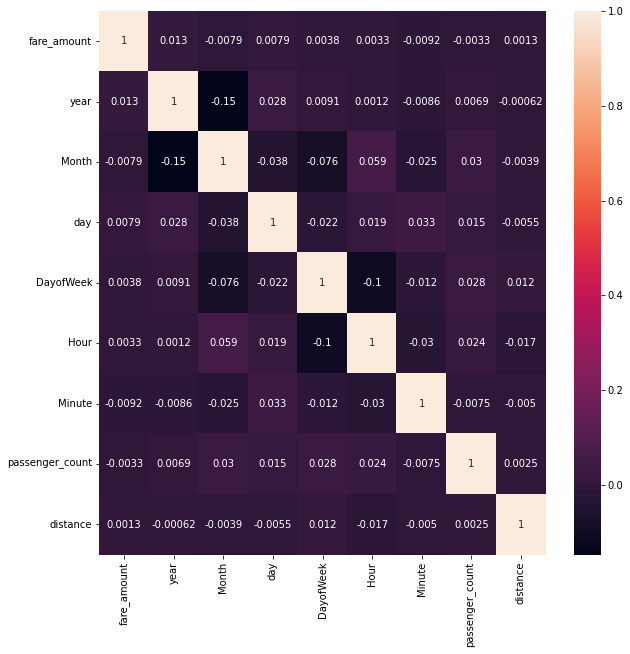 fare_amount 1 0.013 -0.0079 0.0079 0.0038 0.0033 -0.0092 -0.0033 0.0013
year 0.013 1 -0.15 0.028 0.0091 0.0012 -0.0086 0.0069 -0.00062
Month -0.0079 -0.15 1 -0.038 -0.076 0.059 -0.025 0.03 -0.0039
day 0.0079 0.028 -0.038 1 -0.022 0.019 0.033 0.015 -0.0055
DayofWeek 0.0038 0.0091 -0.076 -0.022 1 -0.1 -0.012 0.028 0.012
Hour 0.0033 0.0012 0.059 0.019 -0.1 1 -0.03 0.024 -0.017
Minute -0.0092 -0.0086 -0.025 0.033 -0.012 -0.03 1 -0.0075 -0.005
passenger_count -0.0033 0.0069 0.03 0.015 0.028 0.024 -0.0075 1 0.0025
distance 0.0013 -0.00062 -0.0039 -0.0055 0.012 -0.017 -0.005 0.0025 1
fare_amount year Month day DayofWeek Hour Minute passenger_count distance
1.0
0.8
0.6
0.4
0.2
0.0